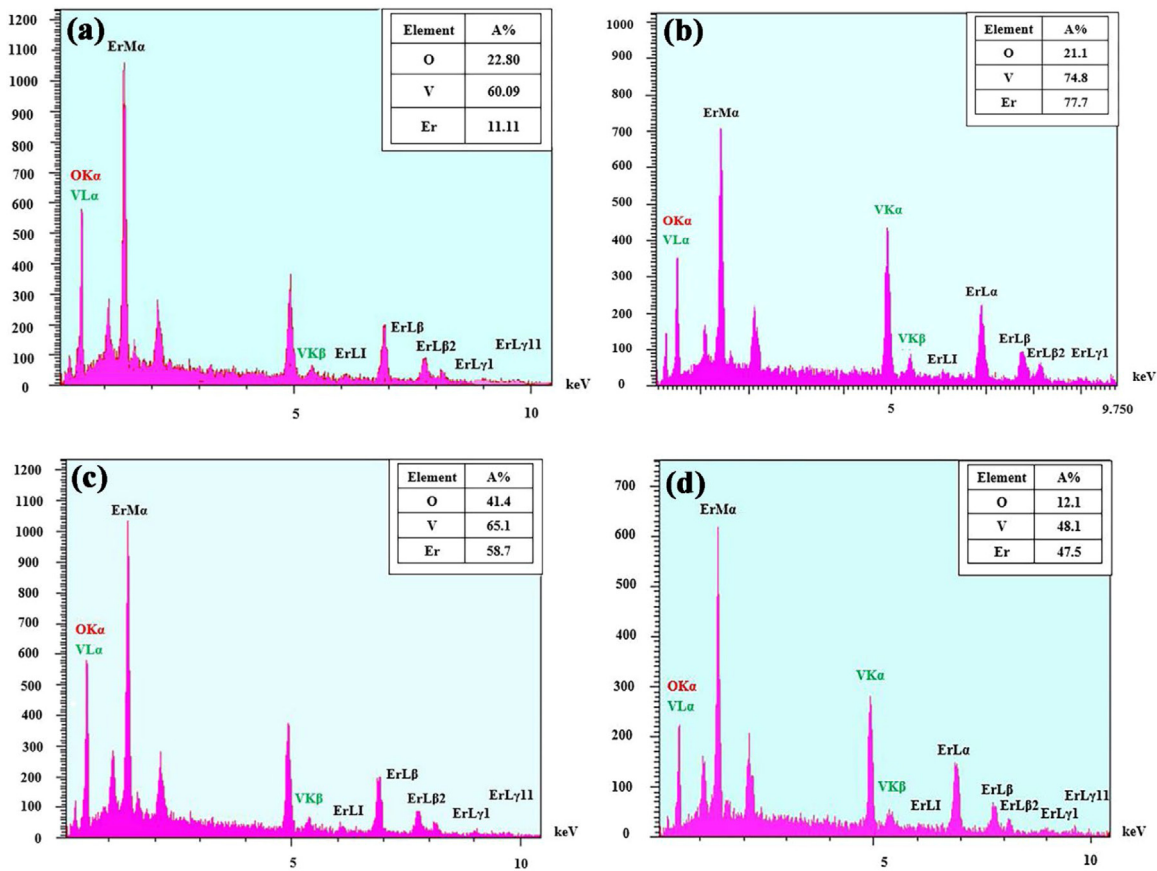 (a)
1200
1100
1000
900
800
700
600
500
400
300
200
100
0
ErMα
OKα
VLα
VKβ
ErLI
ErLβ
ErLβ2
ErLγ1
ErLγ11
keV
5
10
Element A%
O 22.80
V 60.09
Er 11.11
(b)
1000
900
800
700
600
500
400
300
200
100
0
ErMα
OKα
VLα
VKα
VKβ
ErLI
ErLα
ErLβ
ErLβ2
ErLγ1
ErLγ11
keV
5
9.750
Element A%
O 21.1
V 74.8
Er 77.7
(c)
1200
1100
1000
900
800
700
600
500
400
300
200
100
0
ErMα
OKα
VLα
VKβ
ErLI
ErLβ
ErLβ2
ErLγ1
ErLγ11
keV
5
10
Element A%
O 41.4
V 65.1
Er 58.7
(d)
700
600
500
400
300
200
100
0
ErMα
OKα
VLα
VKα
VKβ
ErLI
ErLα
ErLβ
ErLβ2
ErLγ1
ErLγ11
keV
5
10
Element A%
O 12.1
V 48.1
Er 47.5